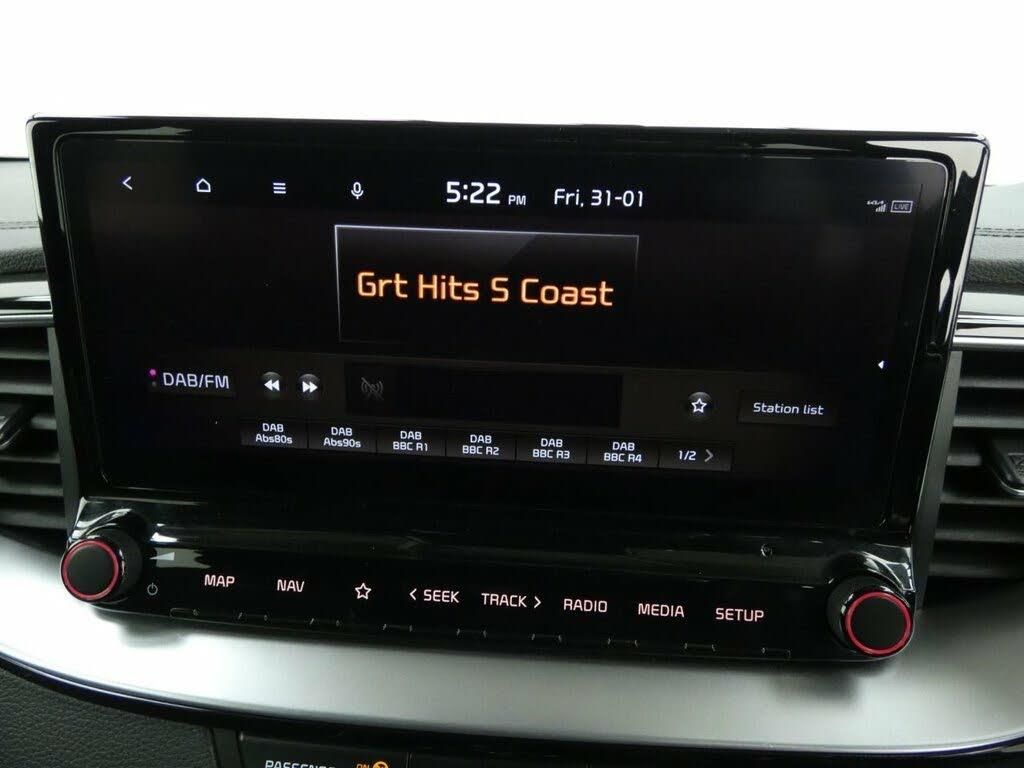 5:22 PM Fri, 31-01
KIA LIVE
Grt Hits S Coast
DAB/FM
Station list
DAB Abs80s
DAB Abs90s
DAB BBC R1
DAB BBC R2
DAB BBC R3
DAB BBC R4
1/2 >
MAP NAV < SEEK TRACK > RADIO MEDIA SETUP
ON